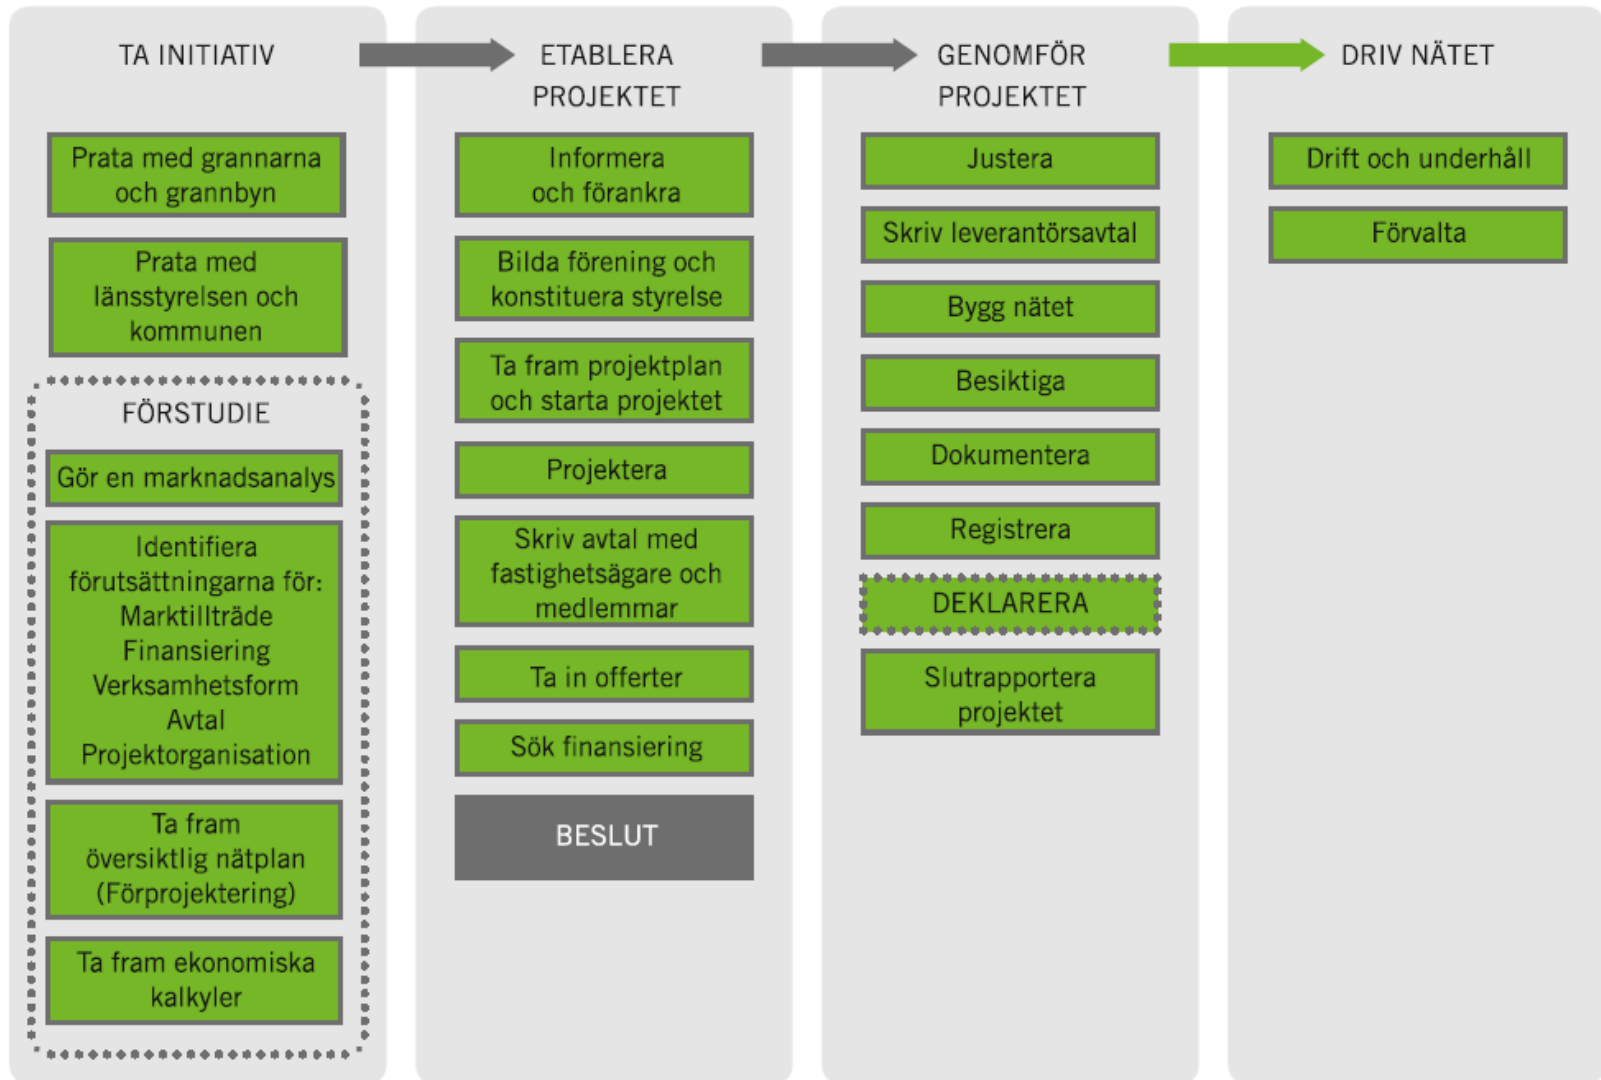 TA INITIATIV
Prata med grannarna
och grannbyn
Prata med
länsstyrelsen och
kommunen
FÖRSTUDIE
Gör en marknadsanalys
Identifiera
förutsättningarna för:
Marktillträde
Finansiering
Verksamhetsform
Avtal
Projektorganisation
Ta fram
översiktlig nätplan
(Förprojektering)
Ta fram ekonomiska
kalkyler
ETABLERA
PROJEKTET
Informera
och förankra
Bilda förening och
konstituera styrelse
Ta fram projektplan
och starta projektet
Projektera
Skriv avtal med
fastighetsägare och
medlemmar
Ta in offerter
Sök finansiering
BESLUT
GENOMFÖR
PROJEKTET
Justera
Skriv leverantörsavtal
Bygg nätet
Besiktiga
Dokumentera
Registrera
DEKLARERA
Slutrapportera
projektet
DRIV NÄTET
Drift och underhåll
Förvalta